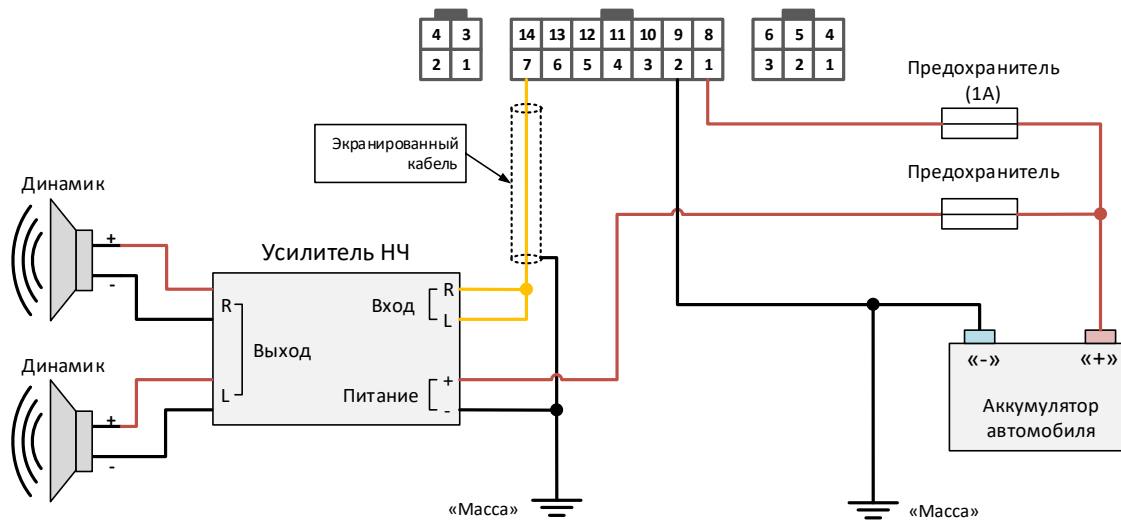 4 3
2 1
14 13 12 11 10 9 8
7 6 5 4 3 2 1
6 5 4
3 2 1
Предохранитель
(1А)
Экранированный
кабель
Предохранитель
Динамик
+
-
Усилитель НЧ
R
L
Выход
Вход
R
L
Питание
+
-
Динамик
+
-
«-»
«+»
Аккумулятор
автомобиля
«Масса»
«Масса»